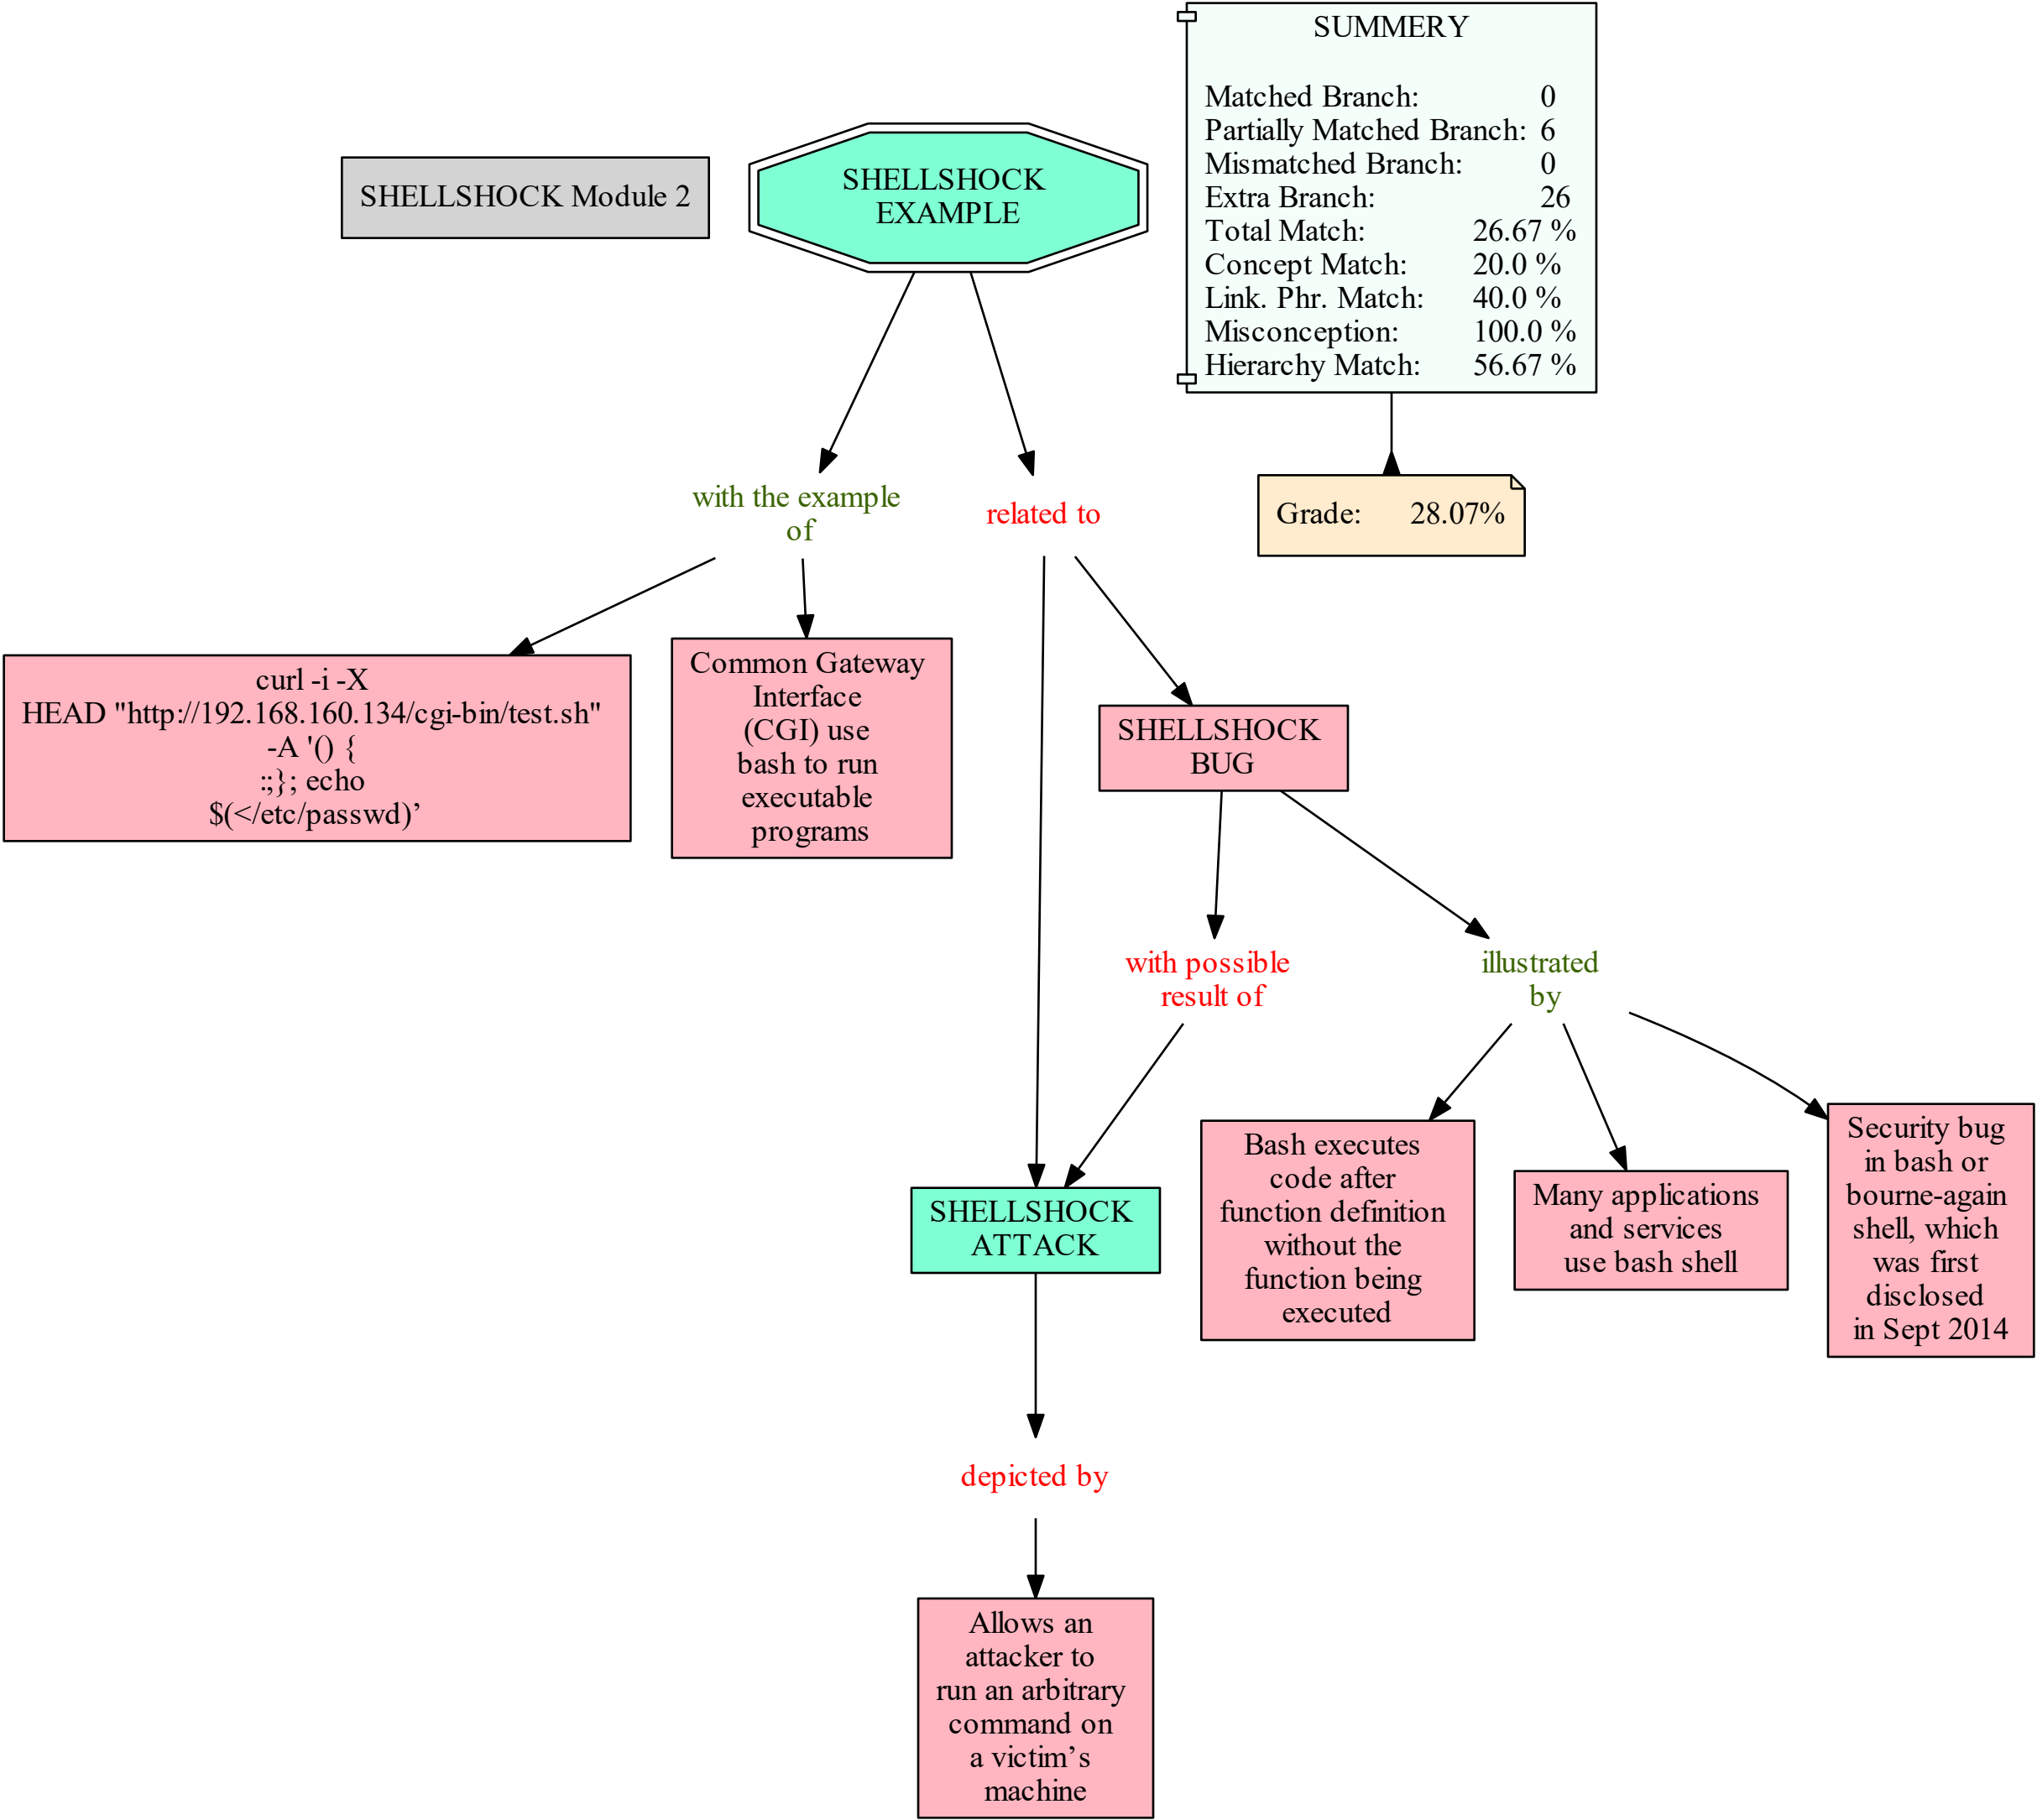 SUMMERY
Matched Branch: 0
Partially Matched Branch: 6
Mismatched Branch: 0
Extra Branch: 26
Total Match: 26.67 %
Concept Match: 20.0 %
Link. Phr. Match: 40.0 %
Misconception: 100.0 %
Hierarchy Match: 56.67 %
SHELLSHOCK Module 2
SHELLSHOCK
EXAMPLE
Grade: 28.07%
with the example
of
related to
curl -i -X
HEAD "http://192.168.160.134/cgi-bin/test.sh"
-A '() {
:;}; echo
$(</etc/passwd)’
Common Gateway
Interface
(CGI) use
bash to run
executable
programs
SHELLSHOCK
BUG
with possible
result of
illustrated
by
SHELLSHOCK
ATTACK
Bash executes
code after
function definition
without the
function being
executed
Many applications
and services
use bash shell
Security bug
in bash or
bourne-again
shell, which
was first
disclosed
in Sept 2014
depicted by
Allows an
attacker to
run an arbitrary
command on
a victim’s
machine